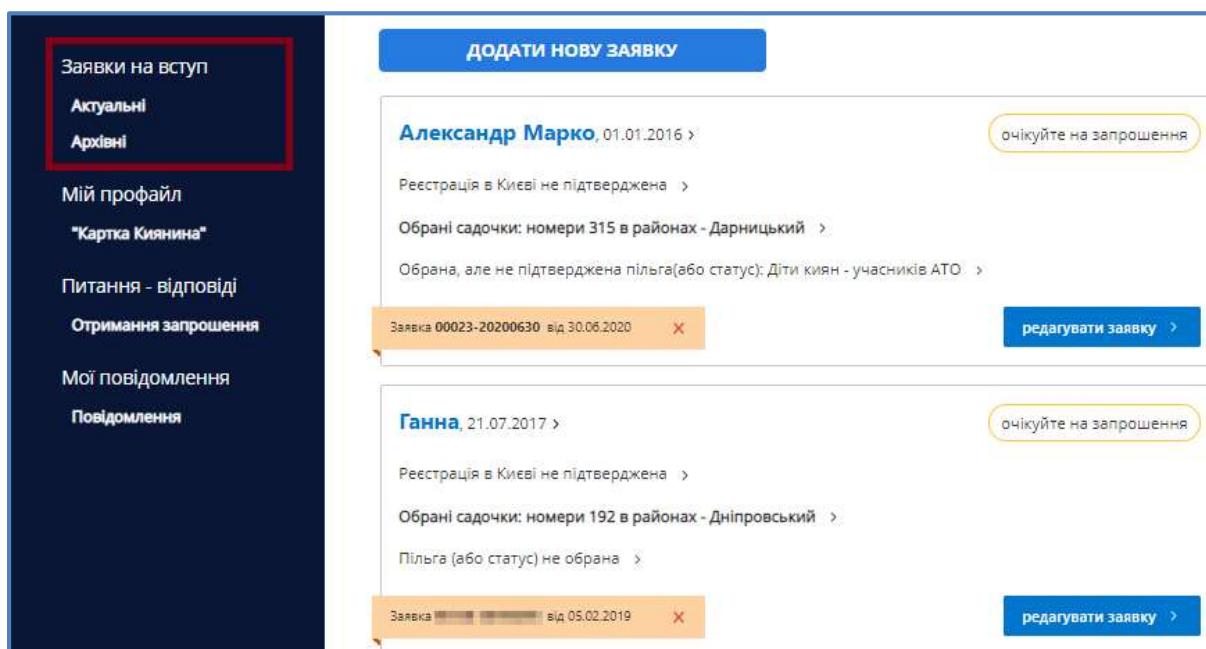 Заявки на вступ
Актуальні
Архівні
Мій профайл
"Картка Киянина"
Питання - відповіді
Отримання запрошення
Мої повідомлення
Повідомлення
ДОДАТИ НОВУ ЗАЯВКУ
Александр Марко, 01.01.2016 >
очікуйте на запрошення
Реєстрація в Києві не підтверджена >
Обрані садочки: номери 315 в районах - Дарницький >
Обрана, але не підтверджена пільга(або статус): Діти киян - учасників АТО >
Заявка 00023-20200630 від 30.06.2020 ×
редагувати заявку >
Ганна, 21.07.2017 >
очікуйте на запрошення
Реєстрація в Києві не підтверджена >
Обрані садочки: номери 192 в районах - Дніпровський >
Пільга (або статус) не обрана >
Заявка від 05.02.2019 ×
редагувати заявку >